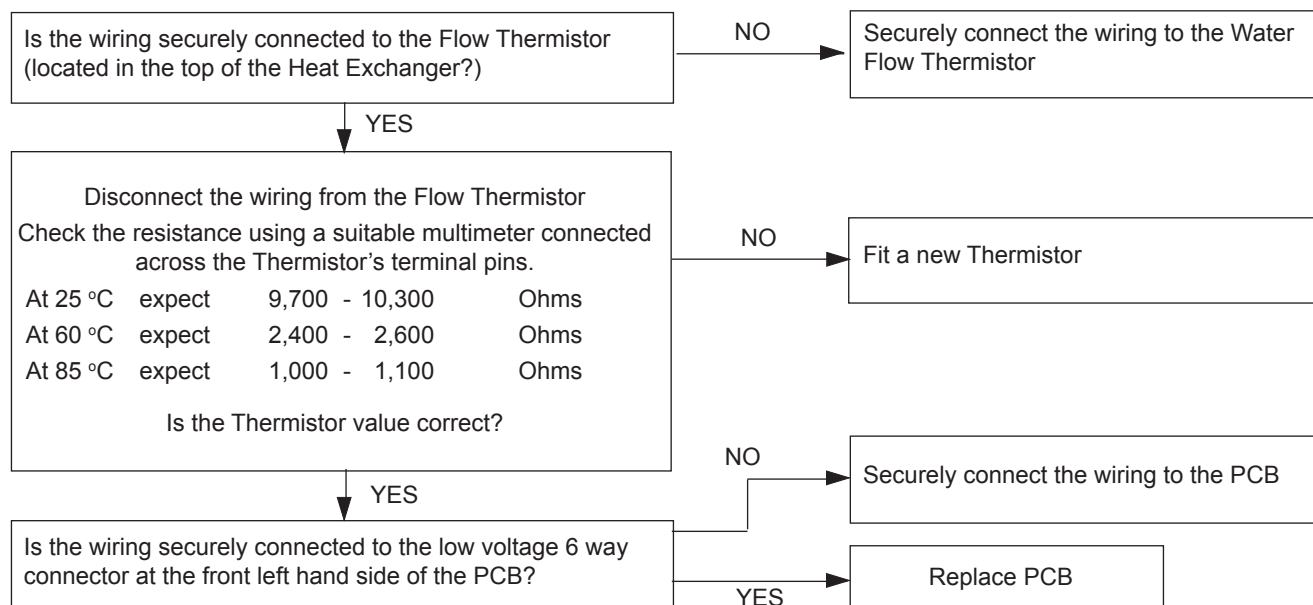 Is the wiring securely connected to the Flow Thermistor
(located in the top of the Heat Exchanger?)
NO
Securely connect the wiring to the Water
Flow Thermistor
YES
Disconnect the wiring from the Flow Thermistor
Check the resistance using a suitable multimeter connected
across the Thermistor's terminal pins.
At 25 °C expect 9,700 - 10,300 Ohms
At 60 °C expect 2,400 - 2,600 Ohms
At 85 °C expect 1,000 - 1,100 Ohms
Is the Thermistor value correct?
NO
Fit a new Thermistor
YES
Is the wiring securely connected to the low voltage 6 way
connector at the front left hand side of the PCB?
NO
Securely connect the wiring to the PCB
YES
Replace PCB